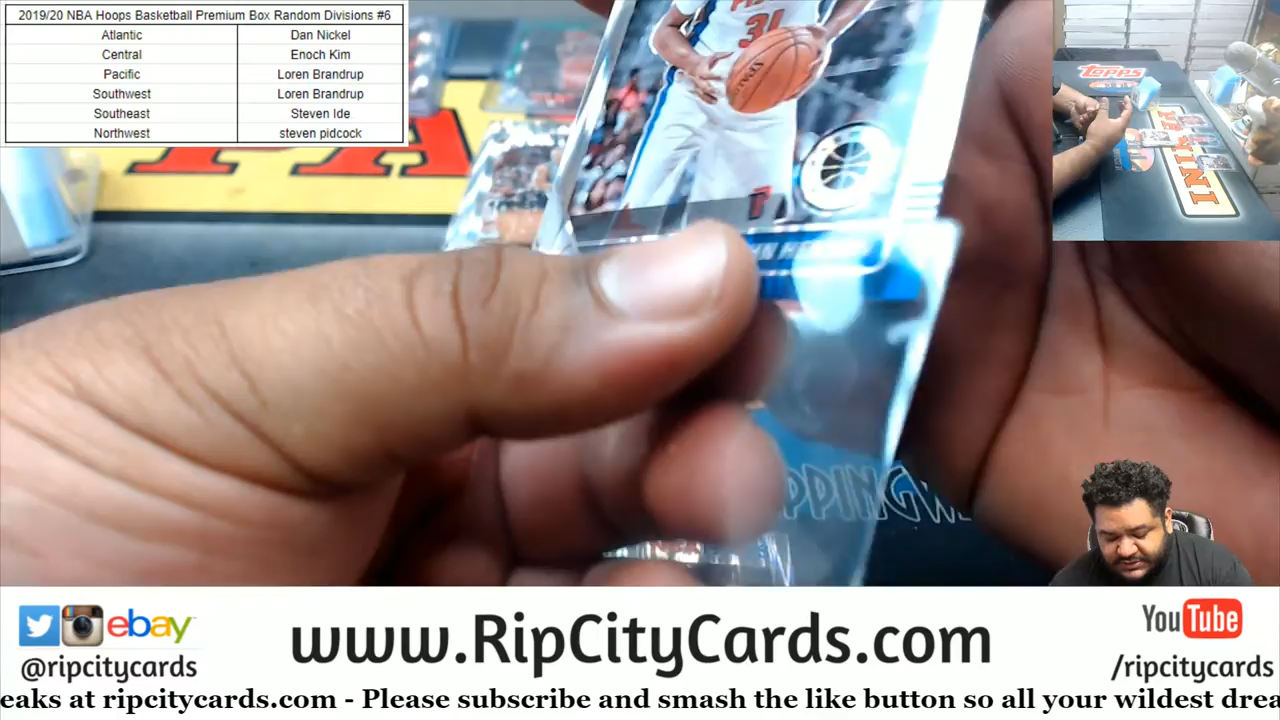 2019/20 NBA Hoops Basketball Premium Box Random Divisions #6
Atlantic Dan Nickel
Central Enoch Kim
Pacific Loren Brandrup
Southwest Loren Brandrup
Southeast Steven Ide
Northwest steven pidcock
31
Topps
PANINI
ebay
@ripcitycards
www.RipCityCards.com
YouTube
/ripcitycards
eaks at ripcitycards.com - Please subscribe and smash the like button so all your wildest drea